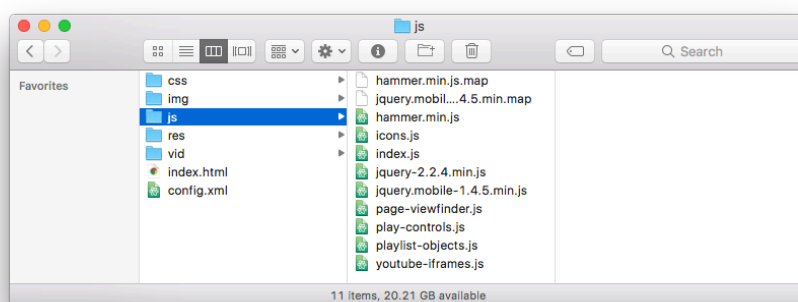 js
Search
Favorites
css
img
js
res
vid
index.html
config.xml
hammer.min.js.map
jquery.mobil....4.5.min.map
hammer.min.js
icons.js
index.js
jquery-2.2.4.min.js
jquery.mobile-1.4.5.min.js
page-viewfinder.js
play-controls.js
playlist-objects.js
youtube-iframes.js
11 items, 20.21 GB available